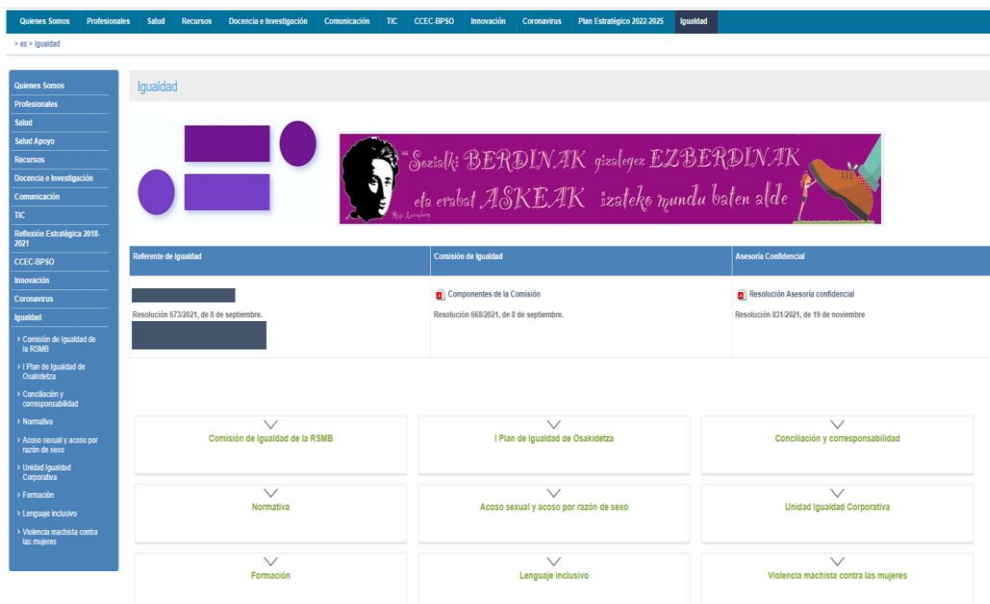 Quienes Somos Profesionales Salud Recursos Docencia e Investigación Comunicación TIC CCEC-BPSO Innovación Coronavirus Plan Estratégico 2022-2025 Igualdad
> es > Igualdad
Quienes Somos
Profesionales
Salud
Salud Apoyo
Recursos
Docencia e Investigación
Comunicación
TIC
Reflexión Estratégica 2018-
2021
CCEC-BPSO
Innovación
Coronavirus
Igualdad
> Comisión de Igualdad de
la RSMB
> I Plan de Igualdad de
Osakidetza
> Conciliación y
corresponsabilidad
> Normativa
> Acoso sexual y acoso por
razón de sexo
> Unidad Igualdad
Corporativa
> Formación
> Lenguaje inclusivo
> Violencia machista contra
las mujeres
Igualdad
" Sozialki BERDINAK gizalegez EZBERDINAK
eta erabat ASKEAK izateko mundu baten alde
Rosa Luxemburg
Referente de Igualdad Comisión de Igualdad Asesoría Confidencial
Componentes de la Comisión Resolución Asesoría confidencial
Resolución 673/2021, de 8 de septiembre. Resolución 668/2021, de 8 de septiembre. Resolución 831/2021, de 19 de noviembre
Comisión de Igualdad de la RSMB I Plan de Igualdad de Osakidetza Conciliación y corresponsabilidad
Normativa Acoso sexual y acoso por razón de sexo Unidad Igualdad Corporativa
Formación Lenguaje inclusivo Violencia machista contra las mujeres